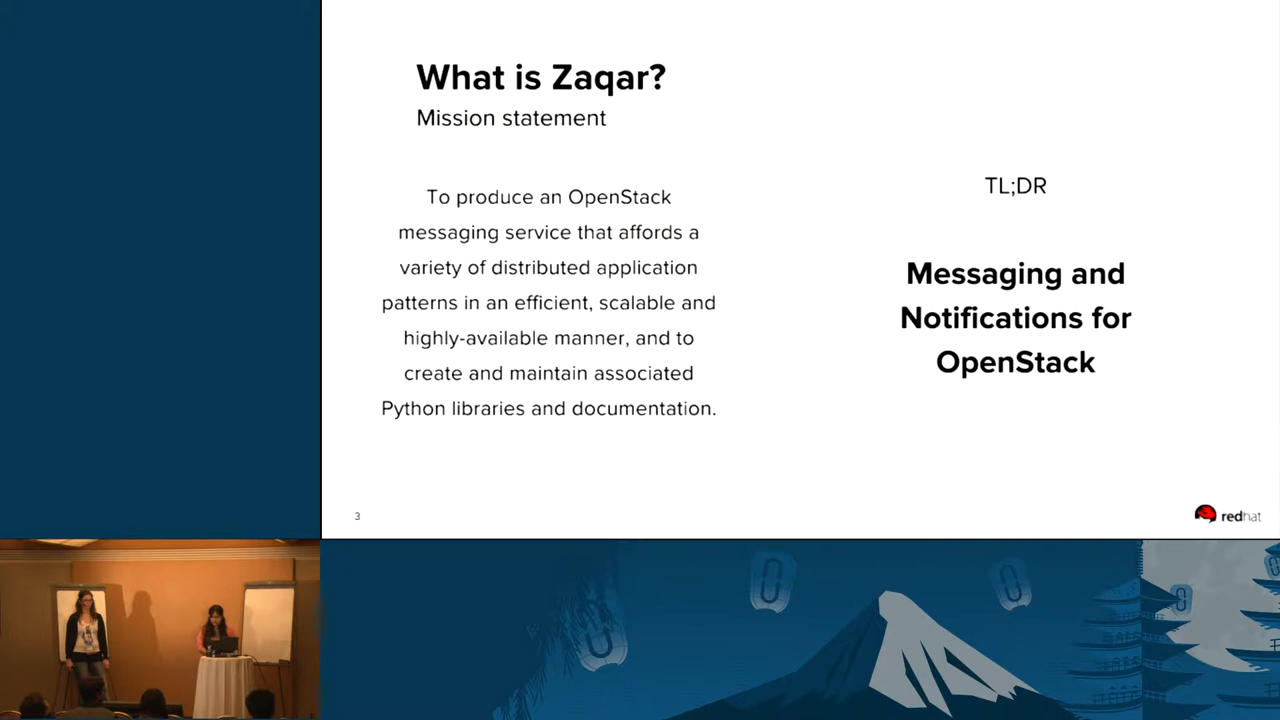 What is Zaqar?
Mission statement
To produce an OpenStack
messaging service that affords a
variety of distributed application
patterns in an efficient, scalable and
highly-available manner, and to
create and maintain associated
Python libraries and documentation.
TL;DR
Messaging and
Notifications for
OpenStack
3
redhat